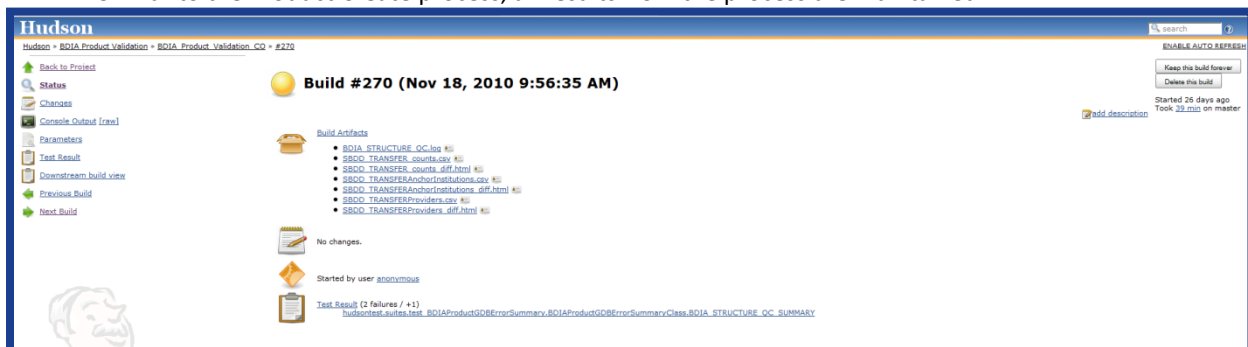 Hudson
search
Hudson » BDIA Product Validation » BDIA_Product_Validation_CO » #270
ENABLE AUTO REFRESH
Back to Project
Status
Changes
Console Output [raw]
Parameters
Test Result
Downstream build view
Previous Build
Next Build
Build #270 (Nov 18, 2010 9:56:35 AM)
Keep this build forever
Delete this build
Started 26 days ago
Took 39 min on master
add description
Build Artifacts
BDIA_STRUCTURE_QC.log
SBDD_TRANSFER_counts.csv
SBDD_TRANSFER_counts_diff.html
SBDD_TRANSFERAnchorInstitutions.csv
SBDD_TRANSFERAnchorInstitutions_diff.html
SBDD_TRANSFERProviders.csv
SBDD_TRANSFERProviders_diff.html
No changes.
Started by user anonymous
Test Result (2 failures / +1)
hudsontest.suites.test_BDIAProductGDBErrorSummary.BDIAProductGDBErrorSummaryClass.BDIA_STRUCTURE_QC_SUMMARY